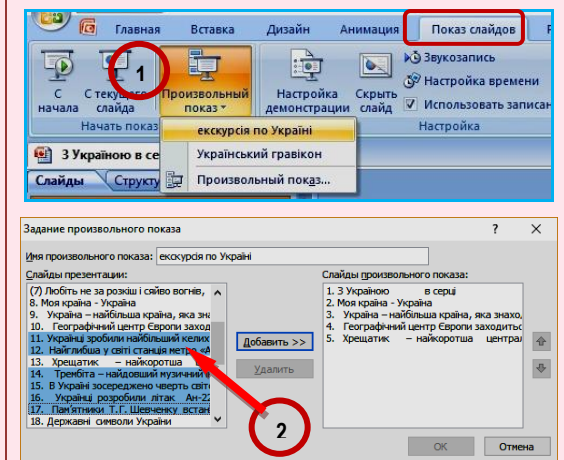 Главная Вставка Дизайн Анимация Показ слайдов
С начала
С текущего слайда
Произвольный показ
Настройка демонстрации
Скрыть слайд
Звукозапись
Настройка времени
Использовать записан
Начать показ
Настройка
1
екскурсія по Україні
Український гравікон
Произвольный показ...
З Україною в се
Слайды Структу
Задание произвольного показа ? ×
Имя произвольного показа: екскурсія по Україні
Слайды презентации:
(7) Любіть не за розкіш і сяйво вогнів,
8. Моя країна - Україна
9. Україна – найбільша країна, яка зна
10. Географічний центр Європи заход
11. Українці зробили найбільший келих
12. Найглибша у світі станція метро «А
13. Хрещатик – найкоротша
14. Трембіта – найдовший музичний
15. В Україні зосереджено чверть світ
16. Українці розробили літак Ан-22
17. Пам'ятники Т.Г. Шевченку встан
18. Державні символи України
Добавить >>
Удалить
2
Слайды произвольного показа:
1. З Україною в серці
2. Моя країна - Україна
3. Україна – найбільша країна, яка знахо,
4. Географічний центр Європи заходитьс
5. Хрещатик – найкоротша централ
ОК Отмена